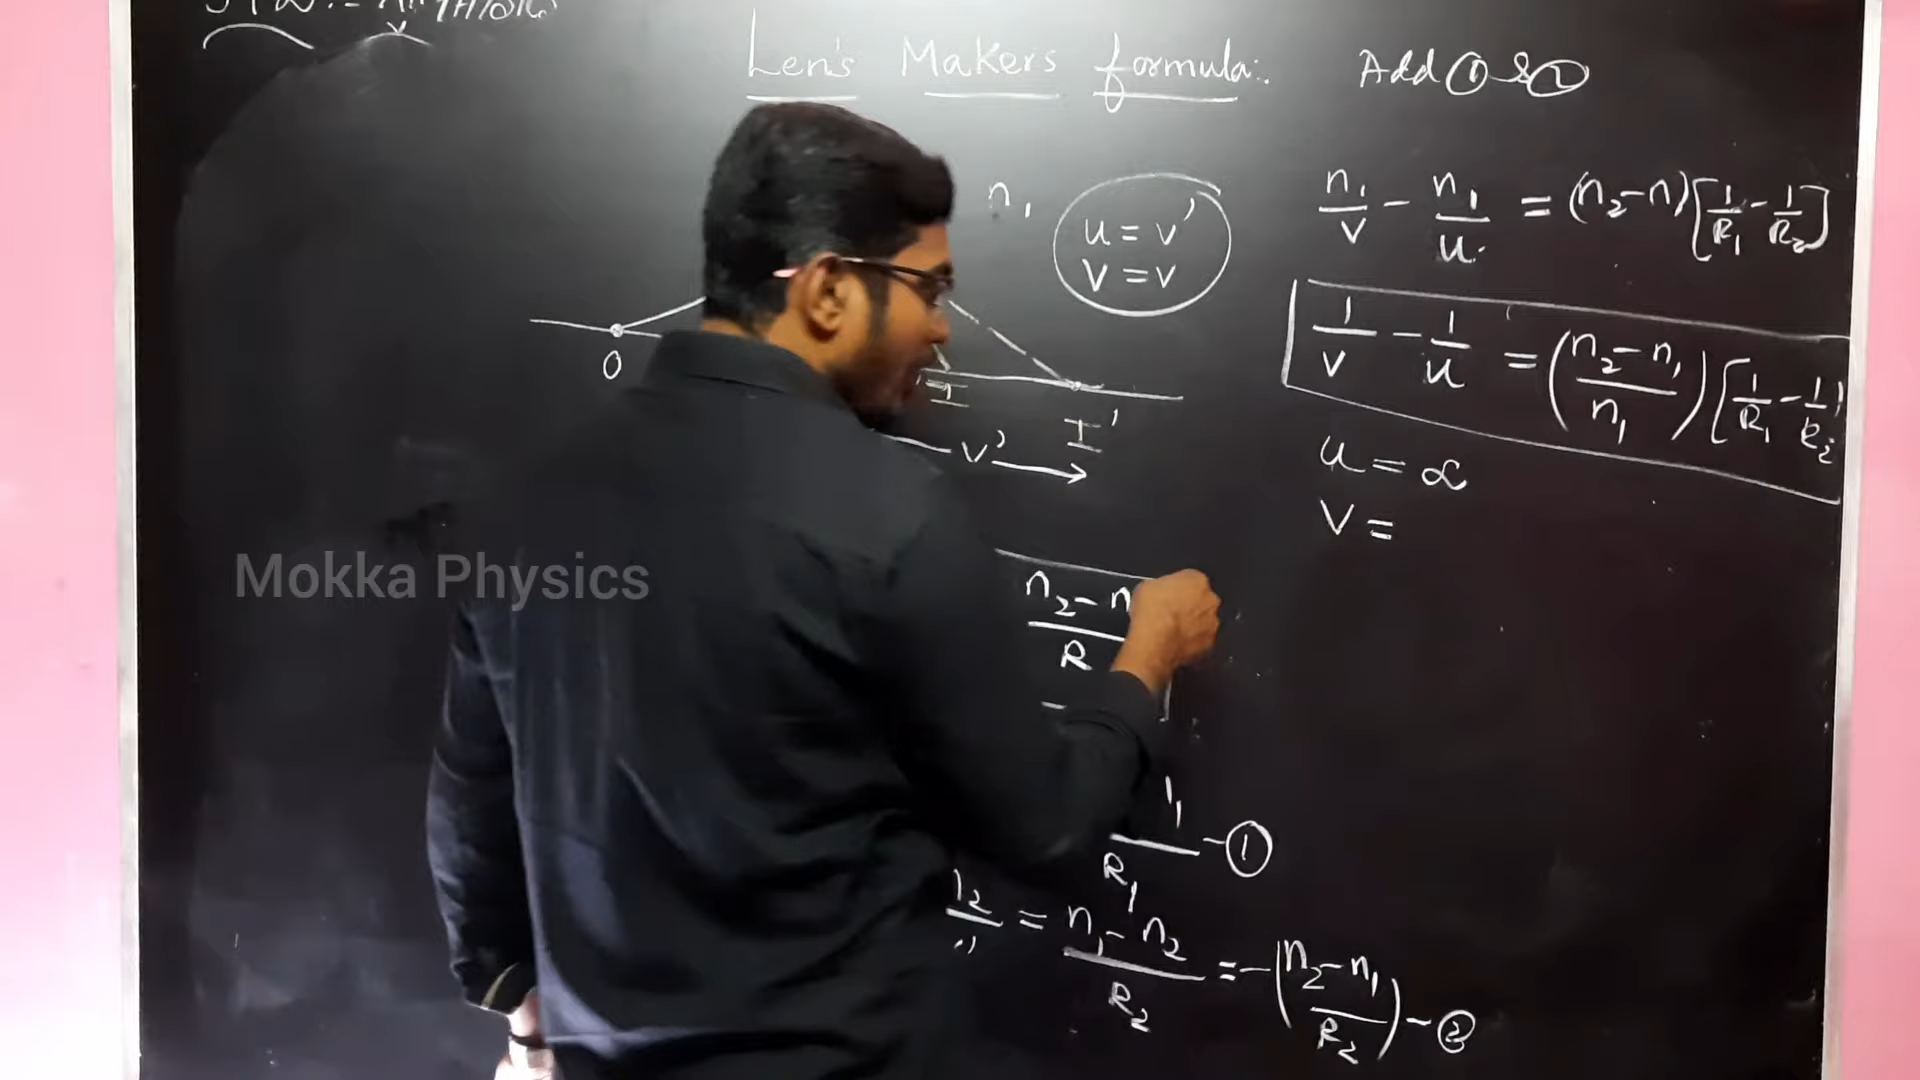 Len's Makers formula:.
Add ① & ②
n₁
u = v'
v = v
O
I
I'
v'
n₁/v - n₁/u. = (n₂-n)[1/R₁ - 1/R₂]
1/v - 1/u = (n₂-n₁/n₁)[1/R₁ - 1/R₂
u = ∝
v =
n₂-n
R
R₁ -①
= n₁-n₂/R₂ = -(n₂-n₁/R₂) -②
Mokka Physics